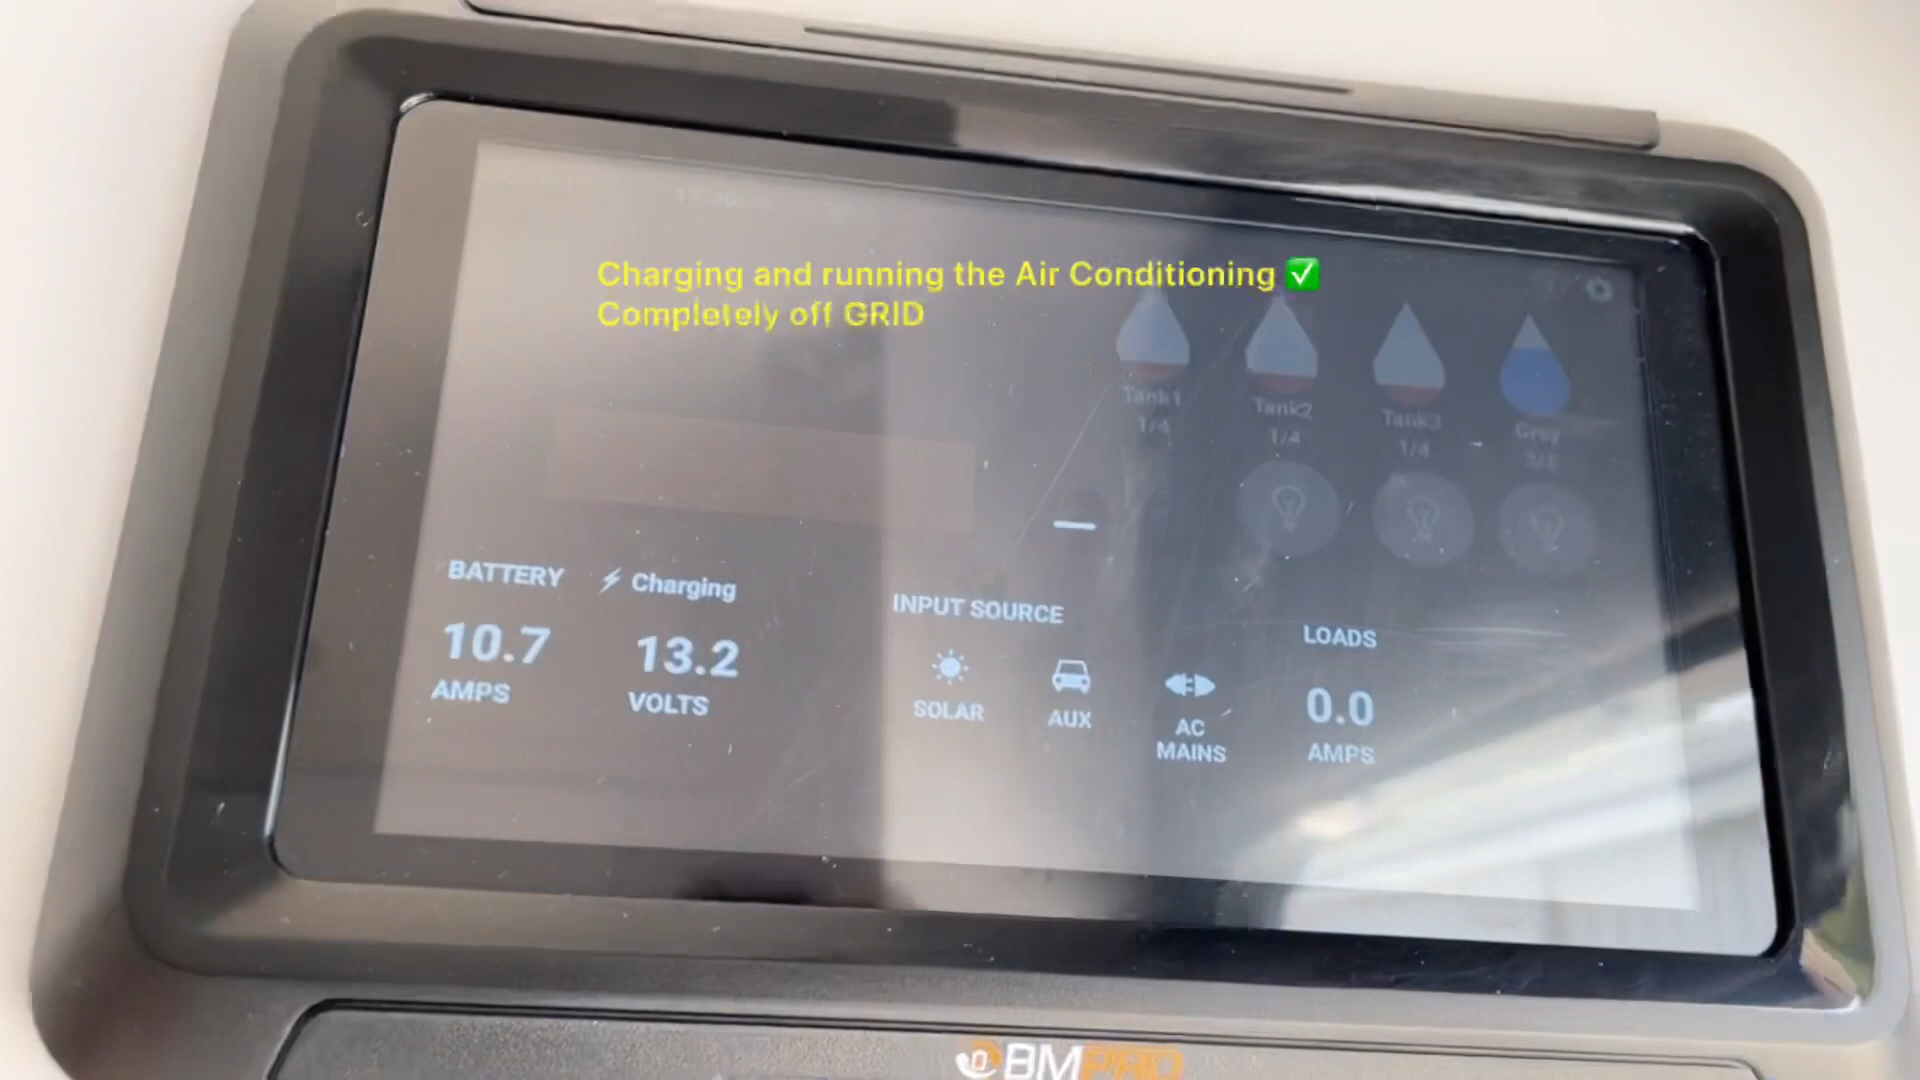 Charging and running the Air Conditioning ✅
Completely off GRID
Tank1
1/4
Tank2
1/4
Tank3
1/4
Grey
BATTERY
Charging
10.7
AMPS
13.2
VOLTS
INPUT SOURCE
SOLAR
AUX
AC
MAINS
LOADS
0.0
AMPS
BMPRO